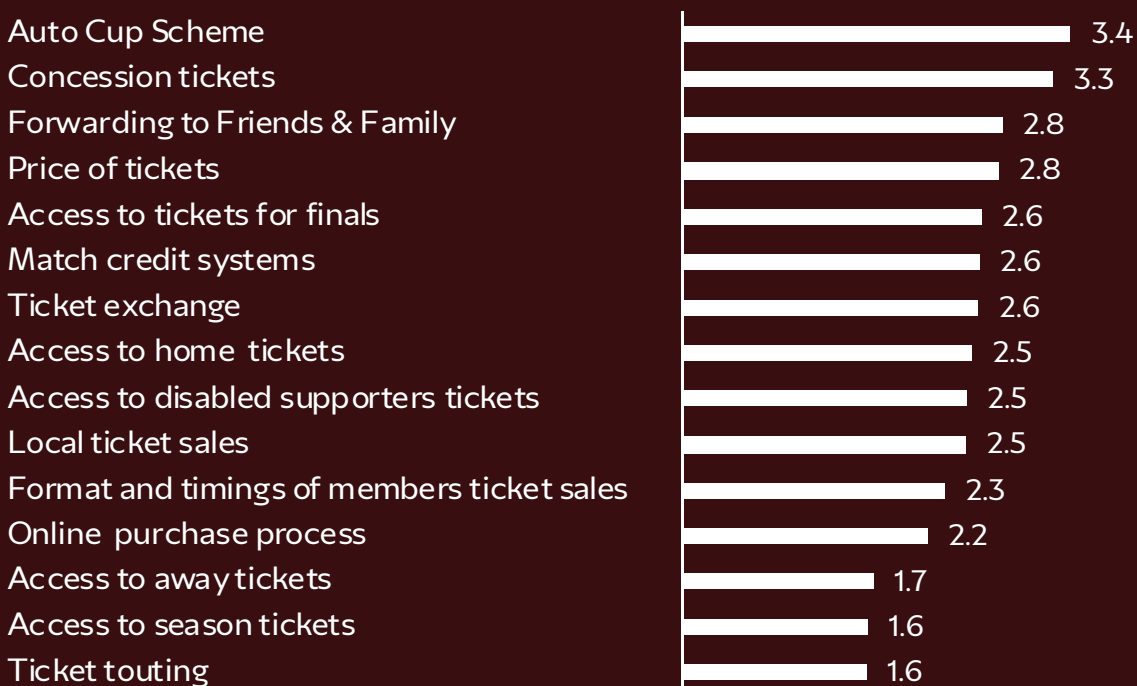 Auto Cup Scheme 3.4
Concession tickets 3.3
Forwarding to Friends & Family 2.8
Price of tickets 2.8
Access to tickets for finals 2.6
Match credit systems 2.6
Ticket exchange 2.6
Access to home tickets 2.5
Access to disabled supporters tickets 2.5
Local ticket sales 2.5
Format and timings of members ticket sales 2.3
Online purchase process 2.2
Access to away tickets 1.7
Access to season tickets 1.6
Ticket touting 1.6